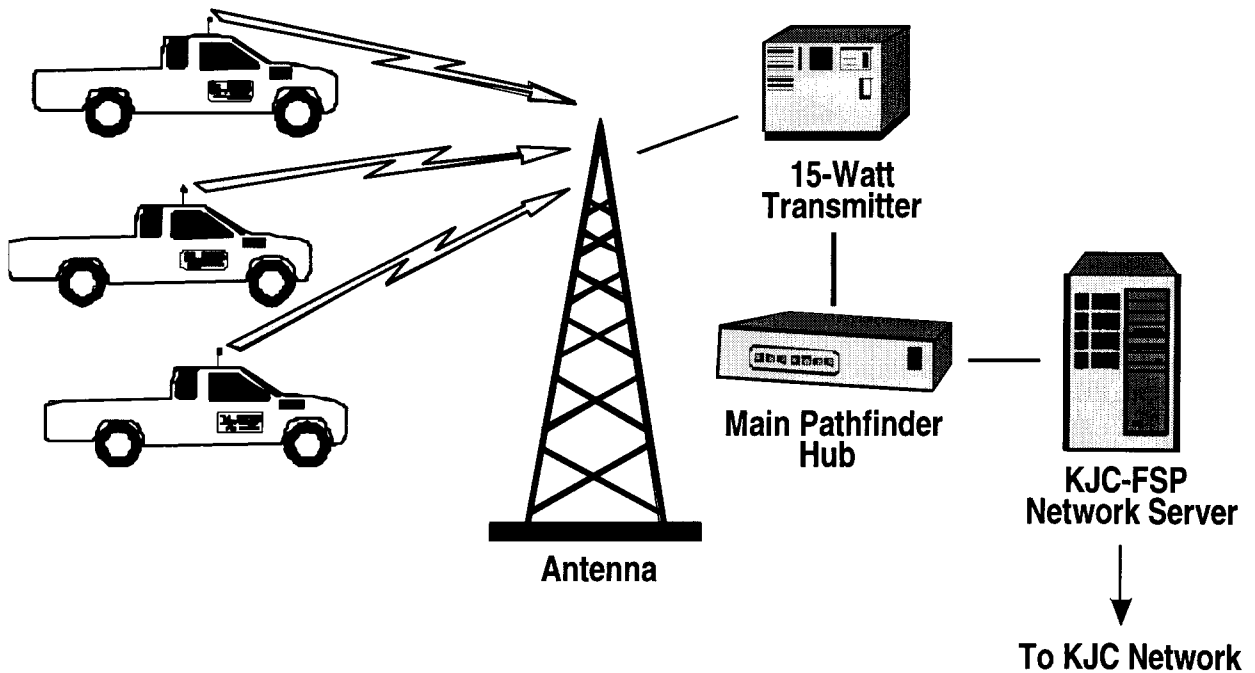 15-Watt
Transmitter
Main Pathfinder
Hub
KJC-FSP
Network Server
Antenna
To KJC Network